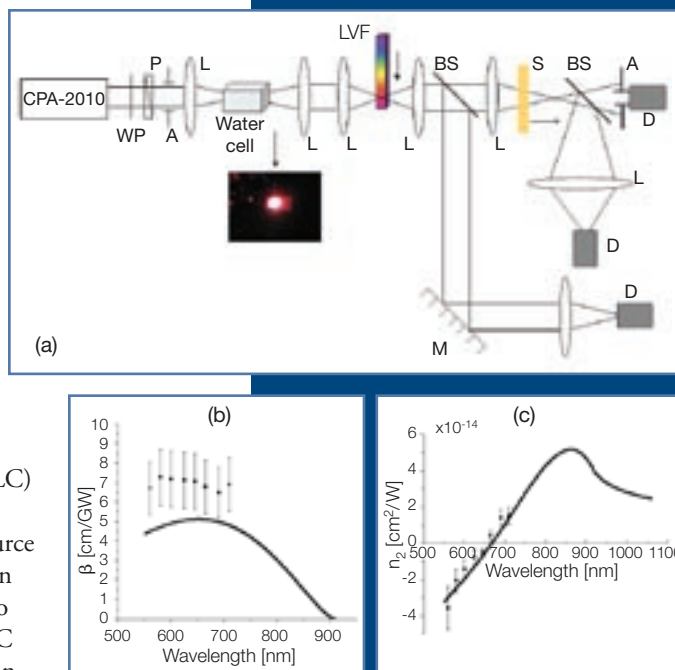 LVF
P
L
BS
S
BS
A
CPA-2010
WP
A
Water
cell
L
L
L
L
D
L
D
D
M
(a)
(b)
(c)
LC)
urce
n
o
C
n
10
9
8
7
6
5
4
3
2
1
0
β [cm/GW]
500 600 700 800 900
Wavelength [nm]
x10⁻¹⁴
6
4
2
0
-2
-4
n₂ [cm²/W]
500 600 700 800 900 1000 1100
Wavelength [nm]